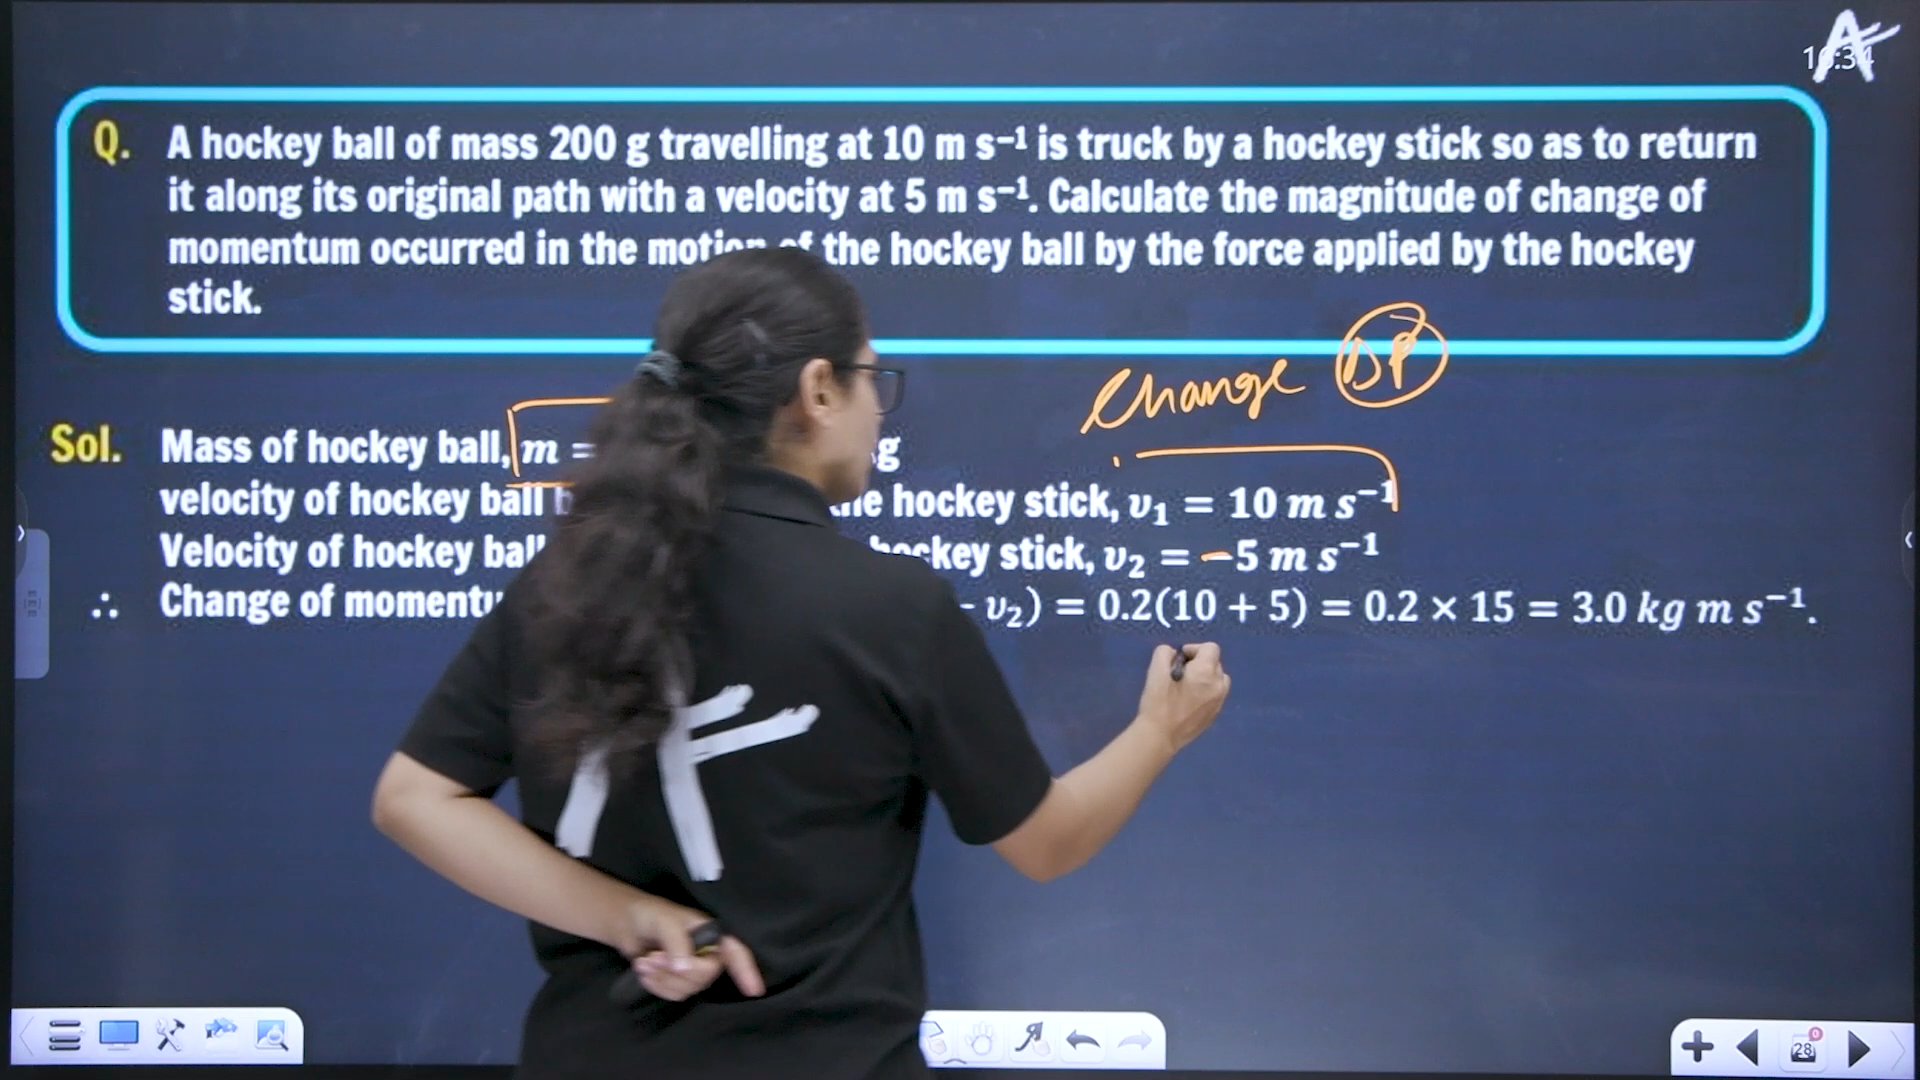 Q. A hockey ball of mass 200 g travelling at 10 m s⁻¹ is truck by a hockey stick so as to return
it along its original path with a velocity at 5 m s⁻¹. Calculate the magnitude of change of
momentum occurred in the motion of the hockey ball by the force applied by the hockey
stick.
Change ΔP
Sol. Mass of hockey ball, m = g
velocity of hockey ball the hockey stick, v₁ = 10 m s⁻¹
Velocity of hockey ball hockey stick, v₂ = −5 m s⁻¹
∴ Change of momentu − v₂) = 0.2(10 + 5) = 0.2 × 15 = 3.0 kg m s⁻¹.
28
0